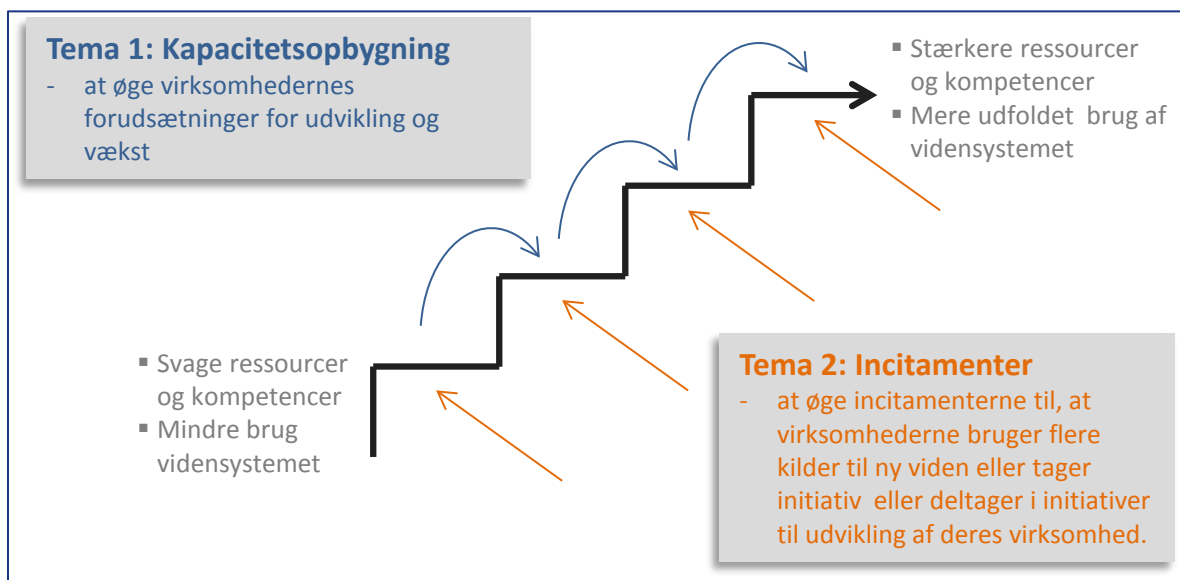 Tema 1: Kapacitetsopbygning
- at øge virksomhedernes
forudsætninger for udvikling og
vækst
▪ Stærkere ressourcer
og kompetencer
▪ Mere udfoldet brug af
vidensystemet
▪ Svage ressourcer
og kompetencer
▪ Mindre brug
vidensystemet
Tema 2: Incitamenter
- at øge incitamenterne til, at
virksomhederne bruger flere
kilder til ny viden eller tager
initiativ eller deltager i initiativer
til udvikling af deres virksomhed.